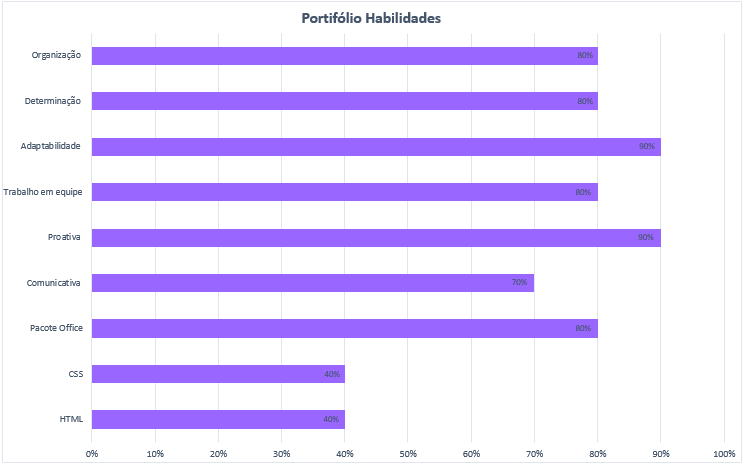 Portifólio Habilidades
Organização 80%
Determinação 80%
Adaptabilidade 90%
Trabalho em equipe 80%
Proativa 90%
Comunicativa 70%
Pacote Office 80%
CSS 40%
HTML 40%
0% 10% 20% 30% 40% 50% 60% 70% 80% 90% 100%